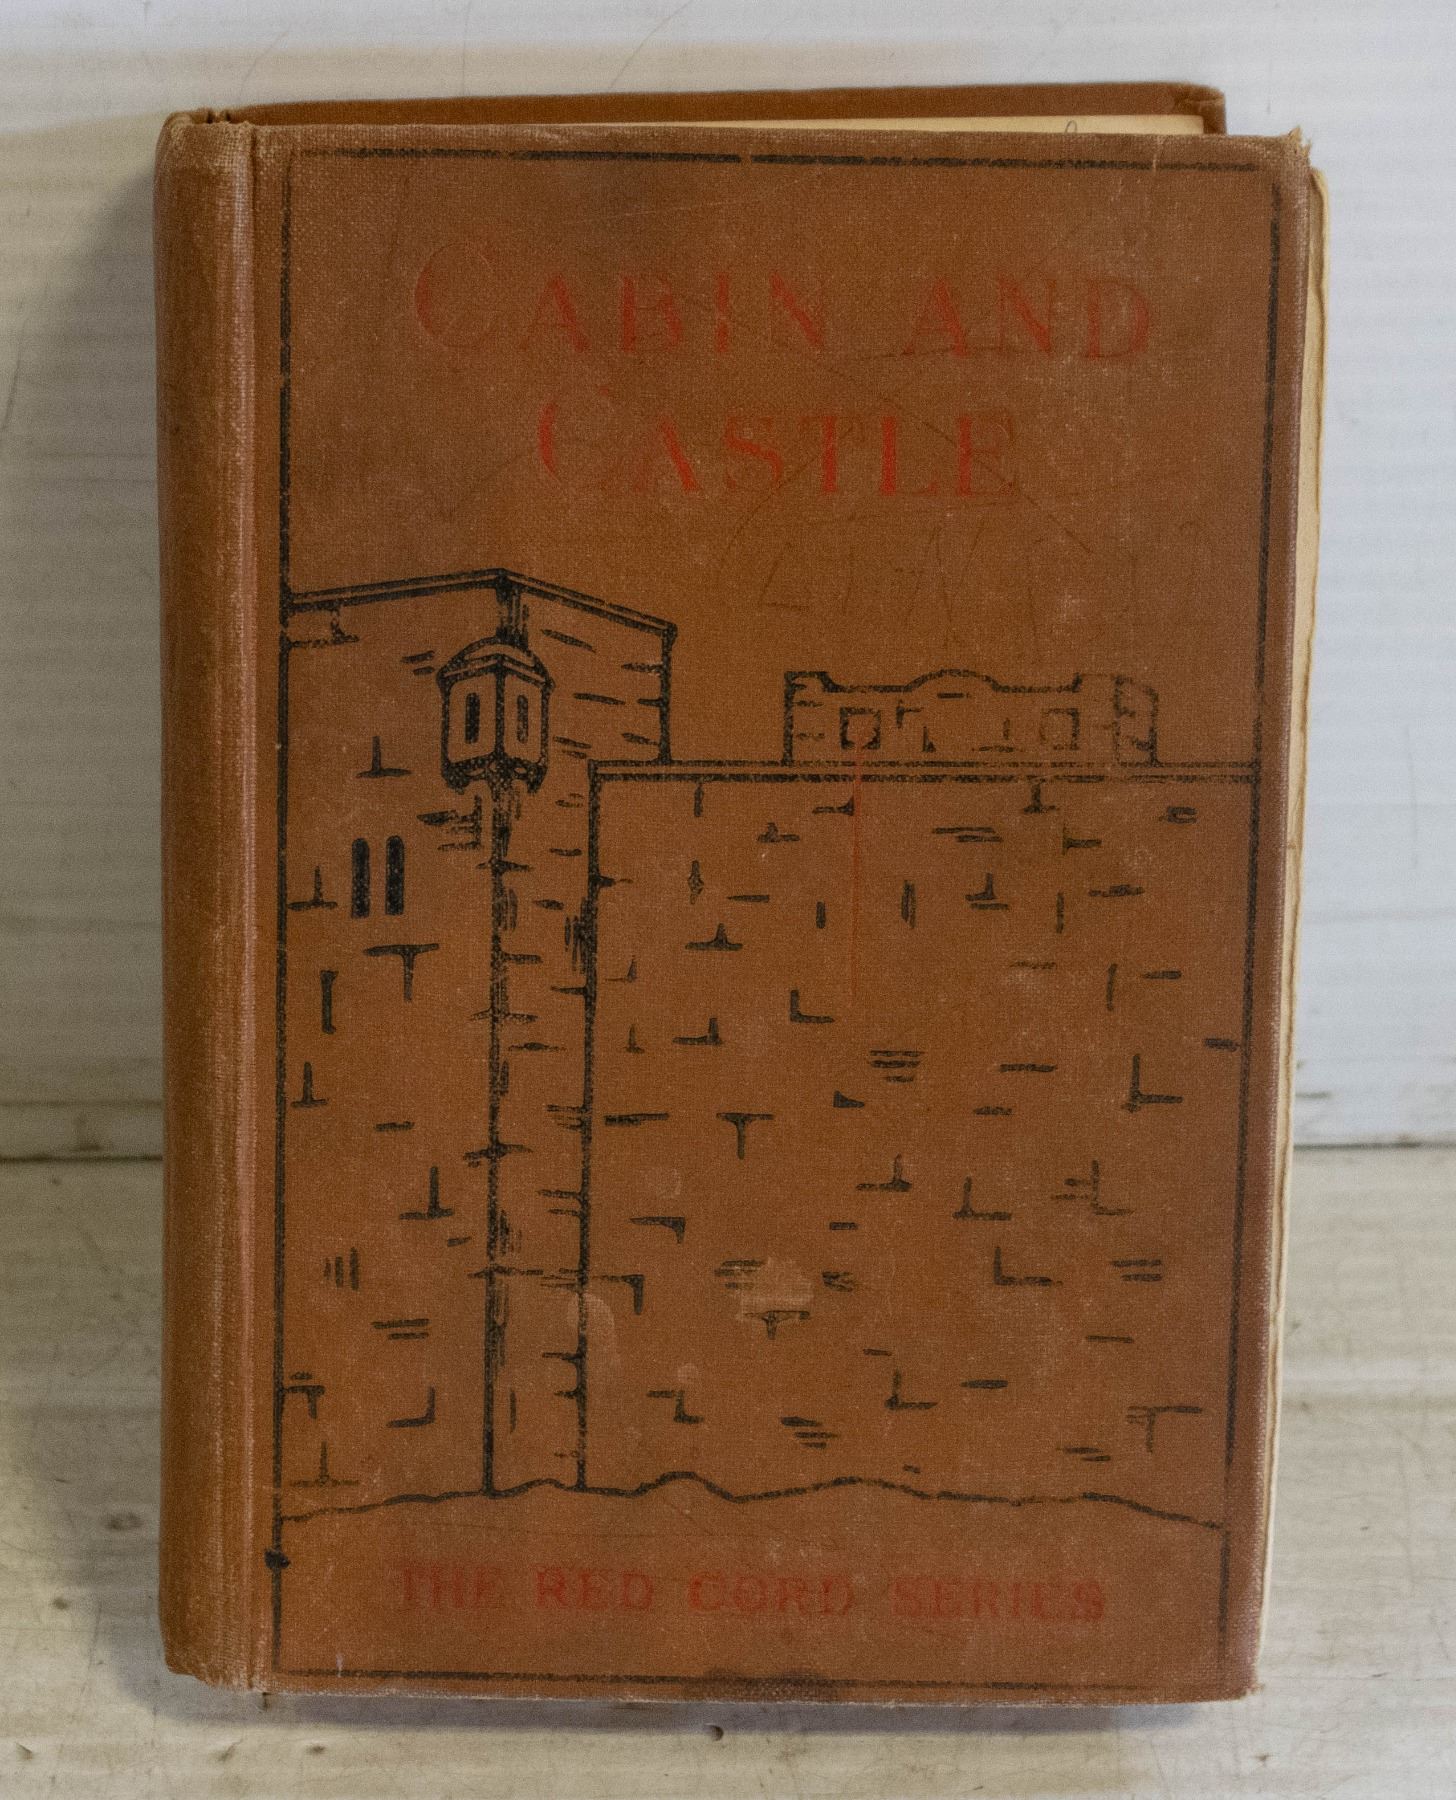 CABIN AND
CASTLE
THE RED CORD SERIES